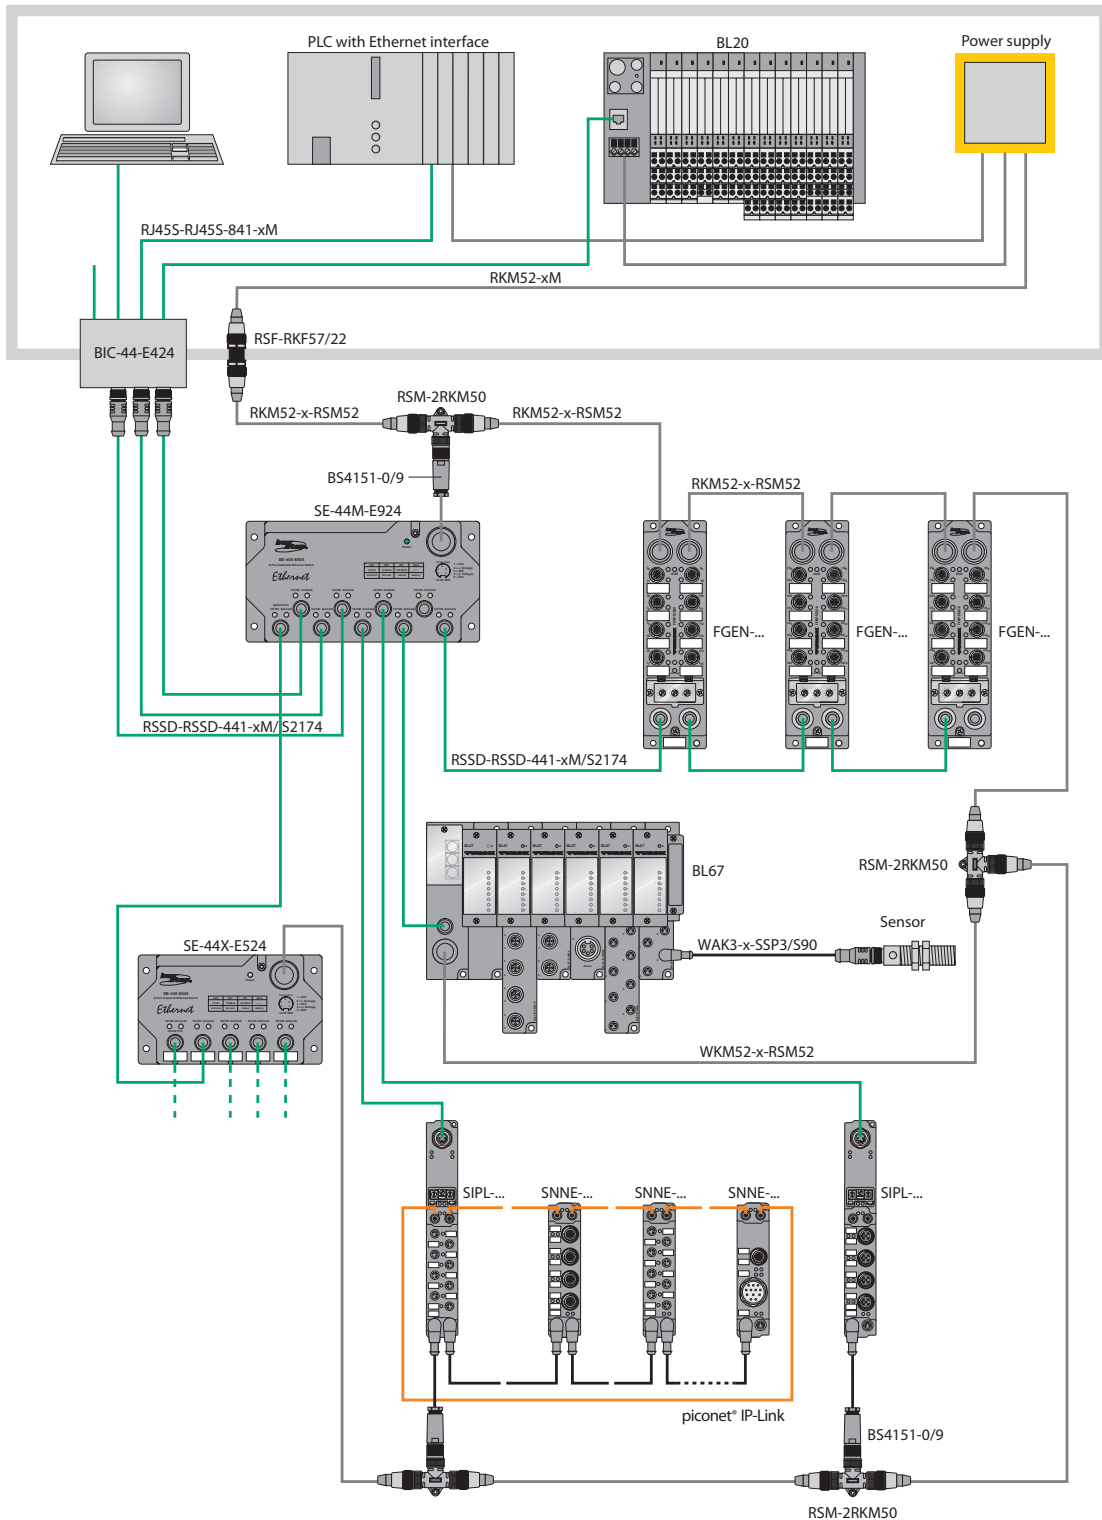 PLC with Ethernet interface
BL20
Power supply
RJ45S-RJ45S-841-xM
RKM52-xM
RSF-RKF57/22
BIC-44-E424
RSM-2RKM50
RKM52-x-RSM52
RKM52-x-RSM52
BS4151-0/9
RKM52-x-RSM52
SE-44M-E924
Ethernet
FGEN-...
FGEN-...
FGEN-...
RSSD-RSSD-441-xM/S2174
RSSD-RSSD-441-xM/S2174
BL67
RSM-2RKM50
Sensor
WAK3-x-SSP3/S90
SE-44X-E524
Ethernet
WKM52-x-RSM52
SIPL-...
SNNE-...
SNNE-...
SNNE-...
SIPL-...
piconet® IP-Link
BS4151-0/9
RSM-2RKM50